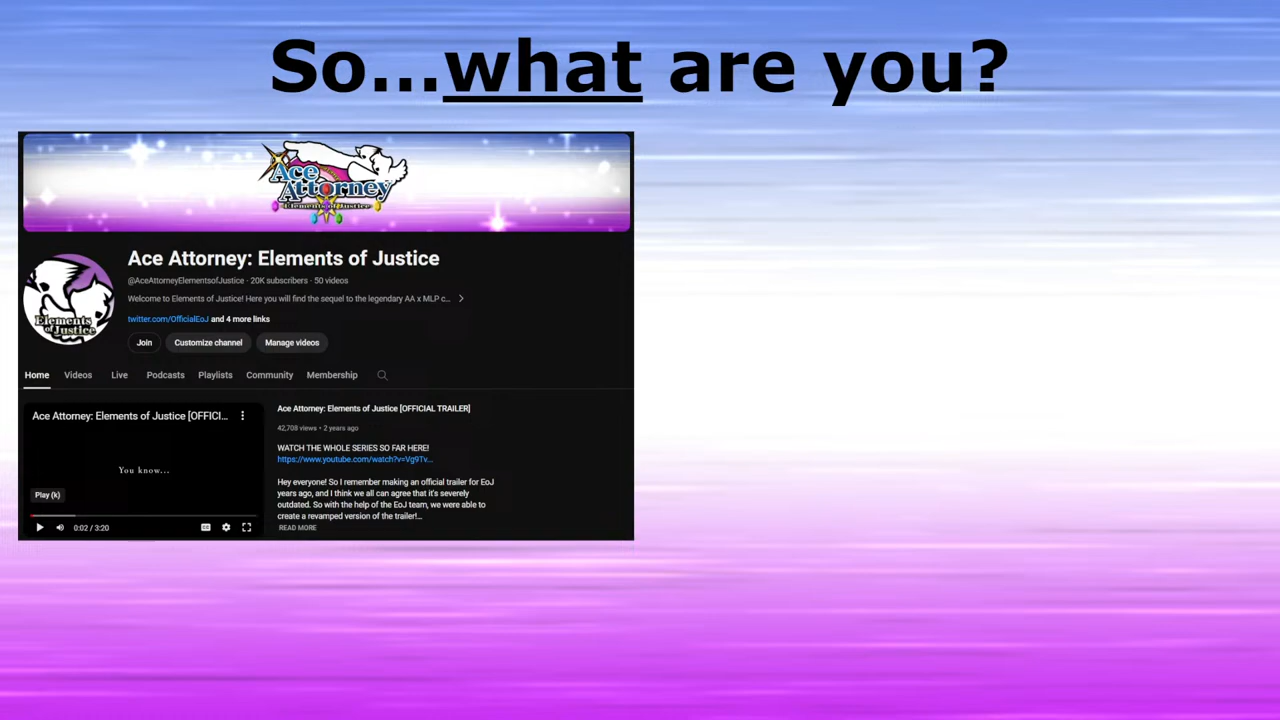 So...what are you?
Ace
Attorney
Elements of Justice
Ace Attorney: Elements of Justice
@AceAttorneyElementsofJustice · 20K subscribers · 50 videos
Welcome to Elements of Justice! Here you will find the sequel to the legendary AA x MLP c...
twitter.com/OfficialEoJ and 4 more links
Elements
of Justice
Join Customize channel Manage videos
Home Videos Live Podcasts Playlists Community Membership
Ace Attorney: Elements of Justice [OFFICI...
You know...
Play (k)
0:02 / 3:20
Ace Attorney: Elements of Justice [OFFICIAL TRAILER]
42,708 views • 2 years ago
WATCH THE WHOLE SERIES SO FAR HERE!
https://www.youtube.com/watch?v=Vg9Tv...
Hey everyone! So I remember making an official trailer for EoJ
years ago, and I think we all can agree that it's severely
outdated. So with the help of the EoJ team, we were able to
create a revamped version of the trailer!...
READ MORE